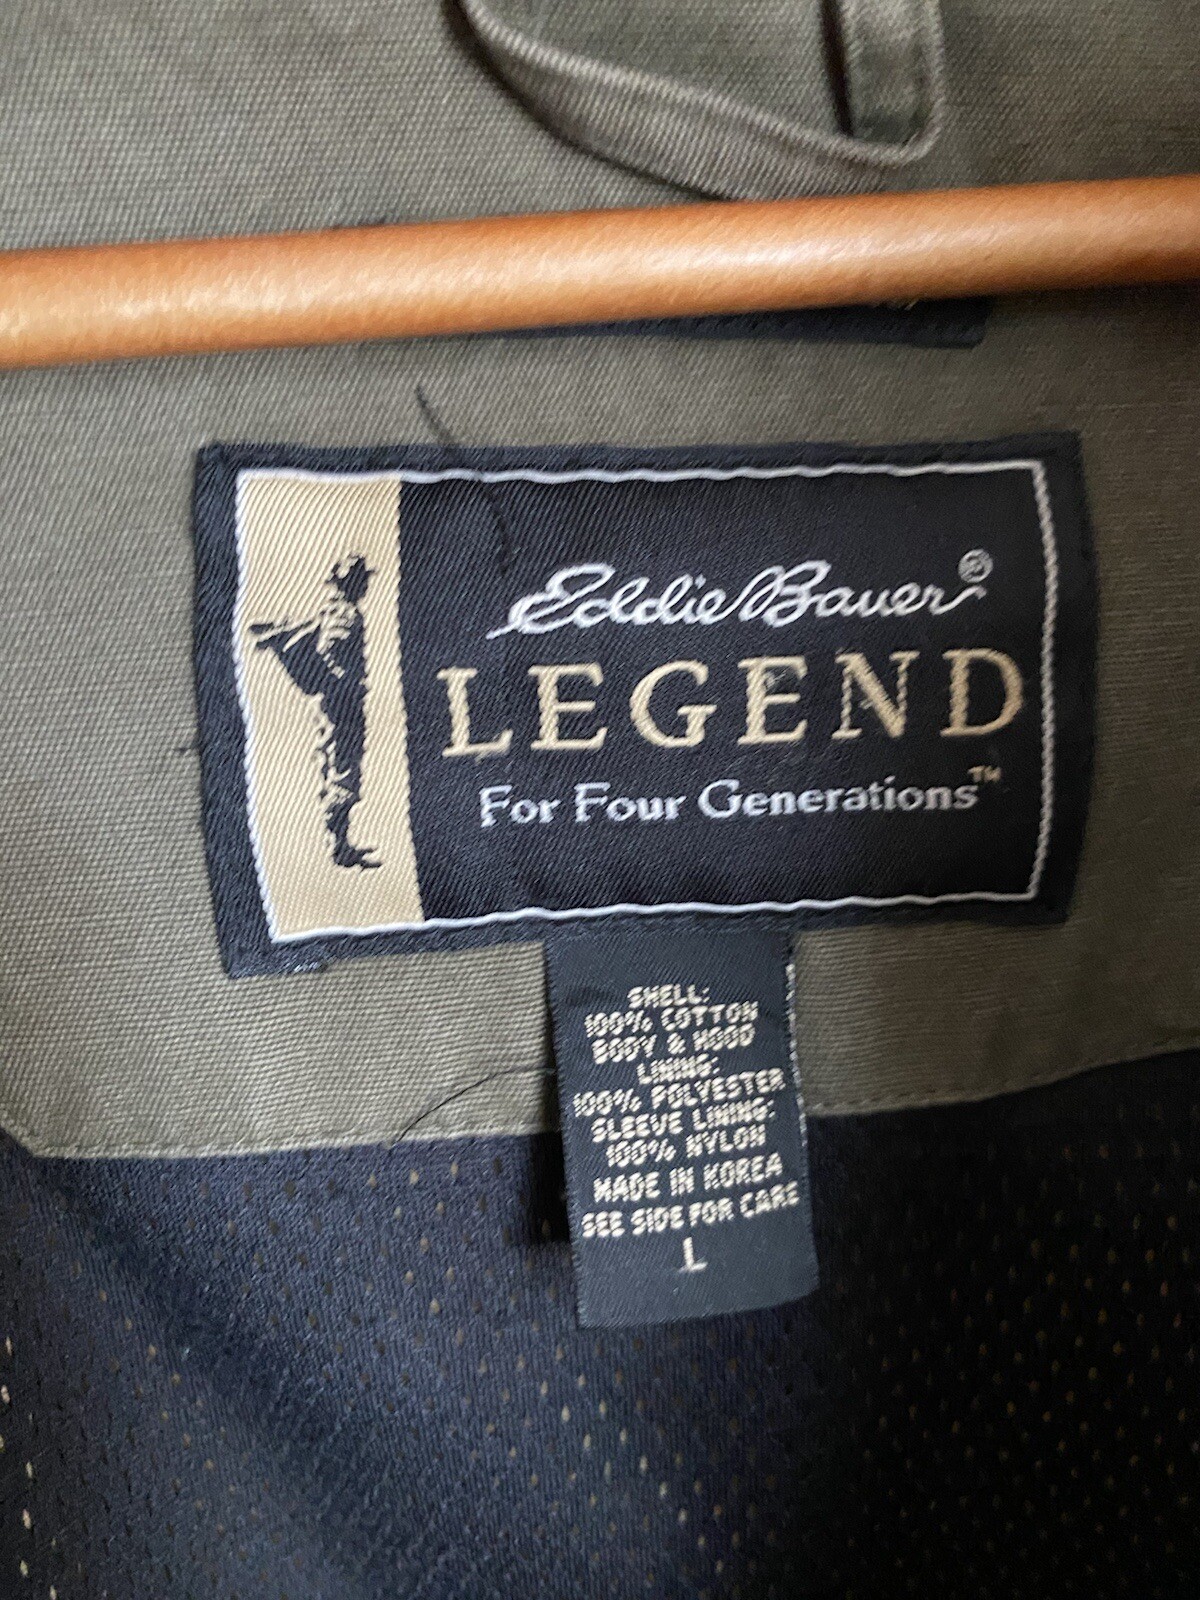 Eddie Bauer®
LEGEND
For Four Generations™
SHELL:
100% COTTON
BODY & HOOD
LINING:
100% POLYESTER
SLEEVE LINING:
100% NYLON
MADE IN KOREA
SEE SIDE FOR CARE
L